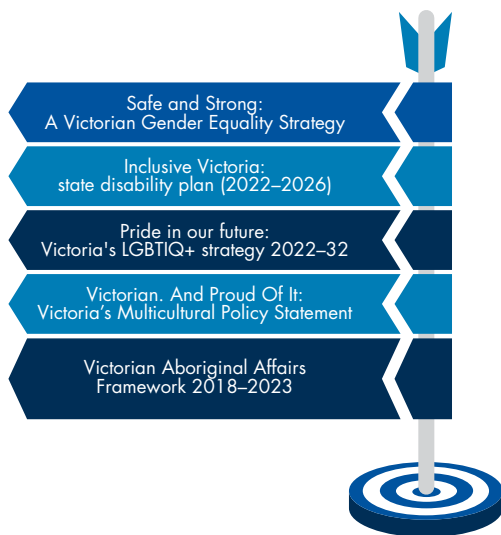 Safe and Strong:
A Victorian Gender Equality Strategy
Inclusive Victoria:
state disability plan (2022–2026)
Pride in our future:
Victoria's LGBTIQ+ strategy 2022–32
Victorian. And Proud Of It:
Victoria’s Multicultural Policy Statement
Victorian Aboriginal Affairs
Framework 2018–2023